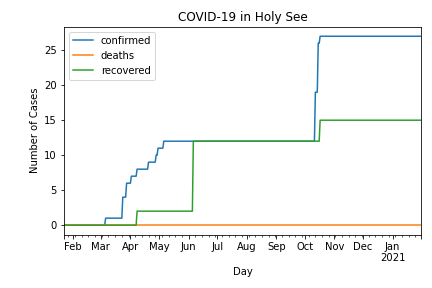 COVID-19 in Holy See
confirmed
deaths
recovered
Number of Cases
25
20
15
10
5
0
Feb Mar Apr May Jun Jul Aug Sep Oct Nov Dec Jan
2021
Day